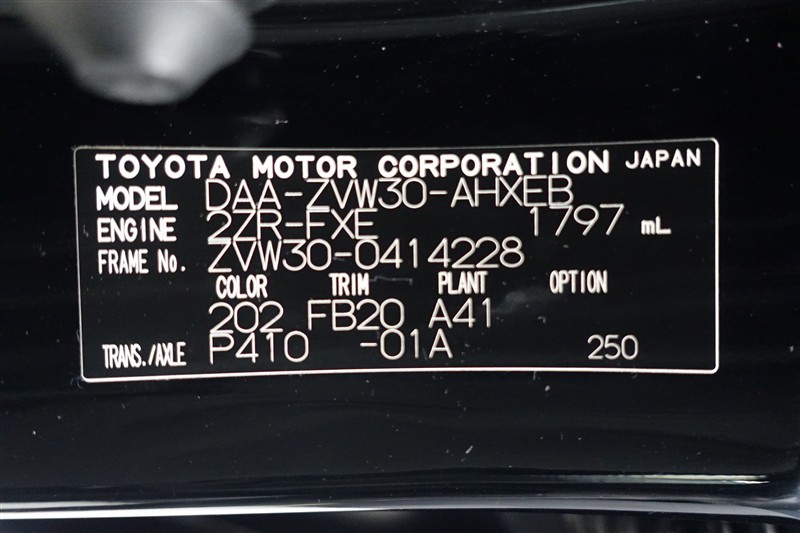 TOYOTA MOTOR CORPORATION JAPAN
MODEL DAA-ZVW30-AHXEB
ENGINE 2ZR-FXE 1797 mL
FRAME No. ZVW30-0414228
COLOR TRIM PLANT OPTION
202 FB20 A41
TRANS./AXLE P410 -01A 250